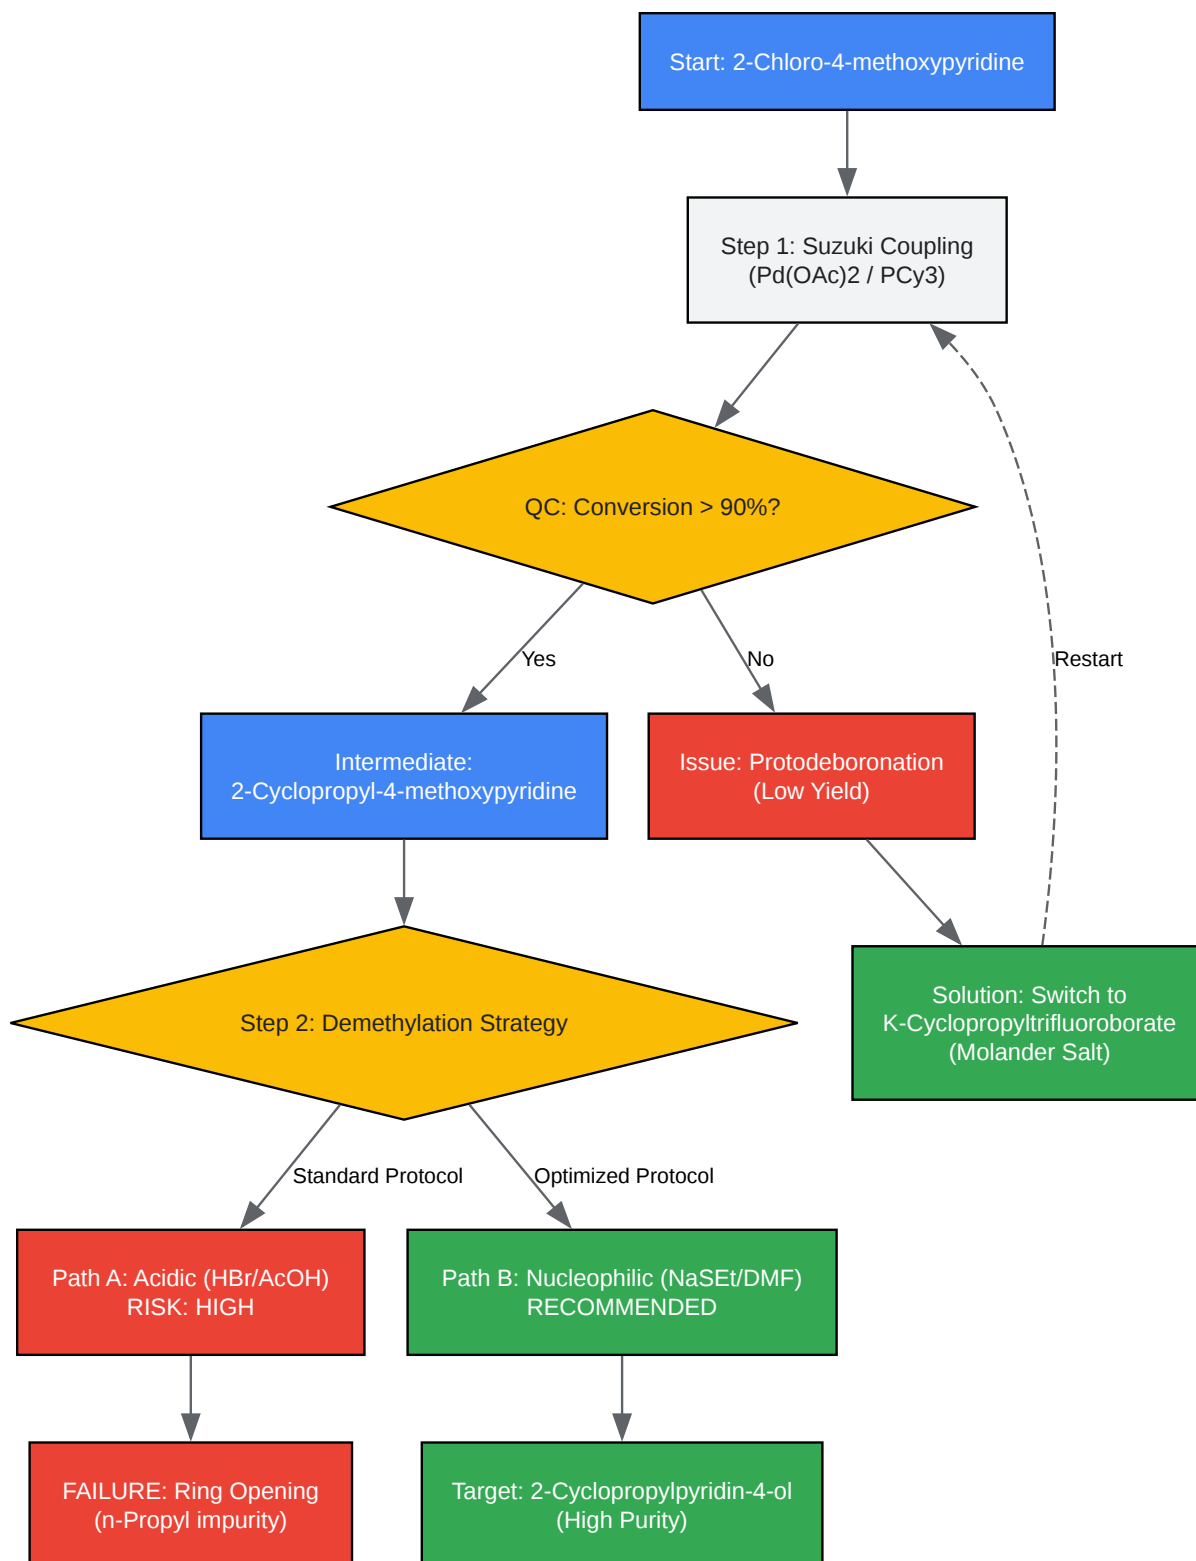 Start: 2-Chloro-4-methoxypyridine
Step 1: Suzuki Coupling
(Pd(OAc)2 / PCy3)
QC: Conversion > 90%?
Yes
No
Restart
Intermediate:
2-Cyclopropyl-4-methoxypyridine
Issue: Protodeboronation
(Low Yield)
Solution: Switch to
K-Cyclopropyltrifluoroborate
(Molander Salt)
Step 2: Demethylation Strategy
Standard Protocol
Optimized Protocol
Path A: Acidic (HBr/AcOH)
RISK: HIGH
Path B: Nucleophilic (NaSEt/DMF)
RECOMMENDED
FAILURE: Ring Opening
(n-Propyl impurity)
Target: 2-Cyclopropylpyridin-4-ol
(High Purity)